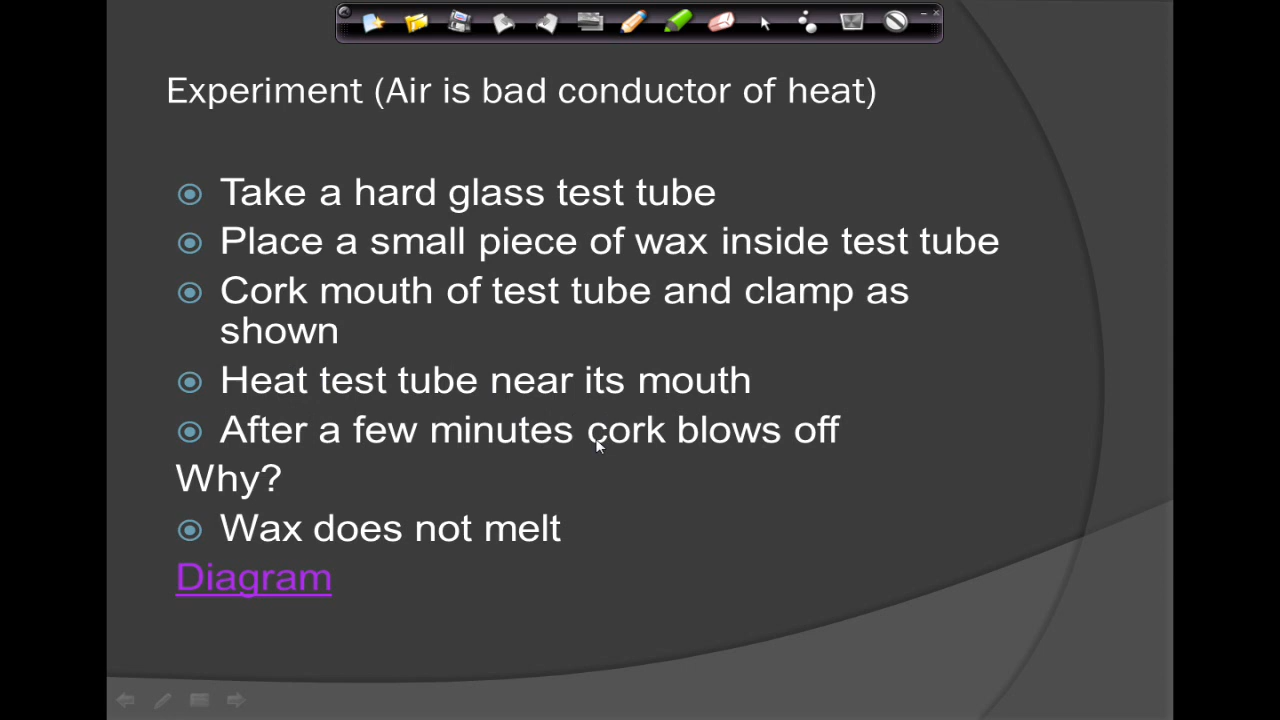 Experiment (Air is bad conductor of heat)
Take a hard glass test tube
Place a small piece of wax inside test tube
Cork mouth of test tube and clamp as
shown
Heat test tube near its mouth
After a few minutes cork blows off
Why?
Wax does not melt
Diagram